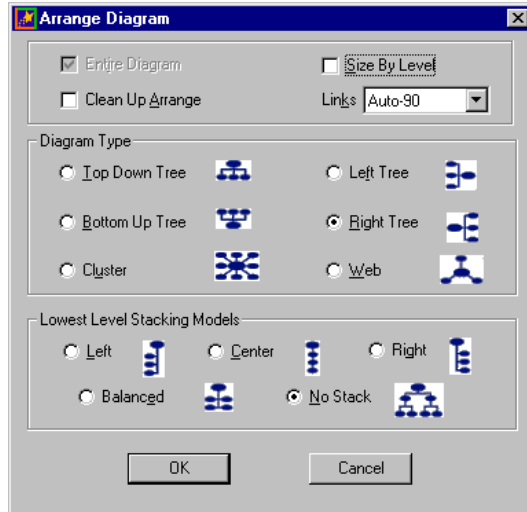 Arrange Diagram
Entire Diagram
Size By Level
Clean Up Arrange
Links Auto-90
Diagram Type
Top Down Tree
Left Tree
Bottom Up Tree
Right Tree
Cluster
Web
Lowest Level Stacking Models
Left
Center
Right
Balanced
No Stack
OK
Cancel